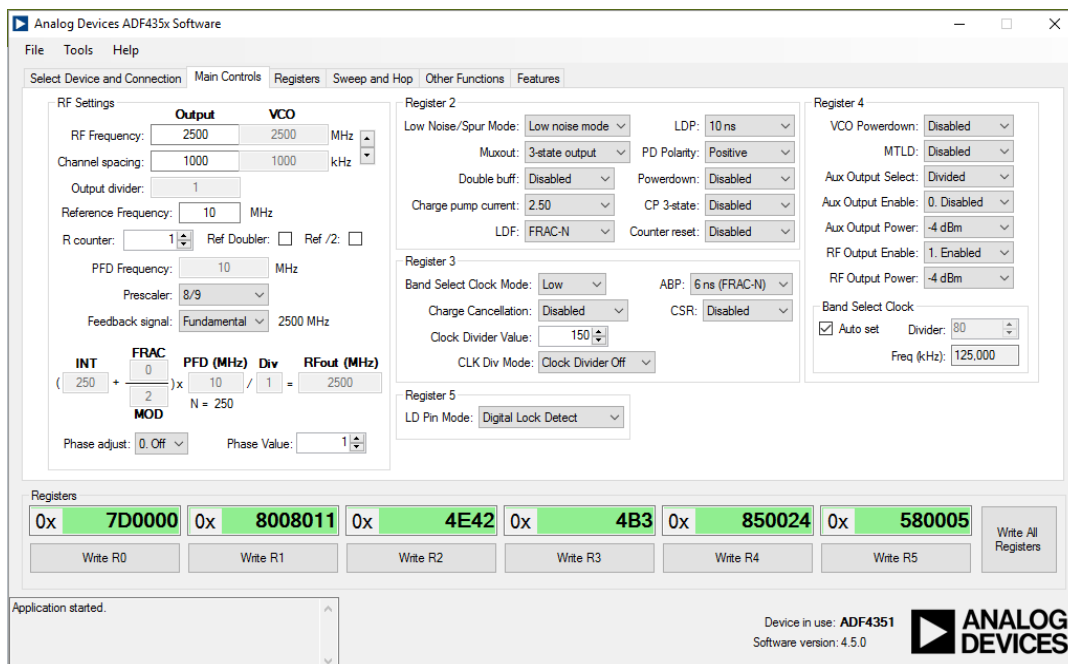 Analog Devices ADF435x Software
File Tools Help
Select Device and Connection Main Controls Registers Sweep and Hop Other Functions Features
RF Settings
Output VCO
RF Frequency: 2500 2500 MHz
Channel spacing: 1000 1000 kHz
Output divider: 1
Reference Frequency: 10 MHz
R counter: 1 Ref Doubler: Ref /2:
PFD Frequency: 10 MHz
Prescaler: 8/9
Feedback signal: Fundamental 2500 MHz
INT FRAC PFD (MHz) Div RFout (MHz)
( 250 + 0 / 2 ) x 10 / 1 = 2500
MOD N = 250
Phase adjust: 0. Off Phase Value: 1
Register 2
Low Noise/Spur Mode: Low noise mode LDP: 10 ns
Muxout: 3-state output PD Polarity: Positive
Double buff: Disabled Powerdown: Disabled
Charge pump current: 2.50 CP 3-state: Disabled
LDF: FRAC-N Counter reset: Disabled
Register 3
Band Select Clock Mode: Low ABP: 6 ns (FRAC-N)
Charge Cancellation: Disabled CSR: Disabled
Clock Divider Value: 150
CLK Div Mode: Clock Divider Off
Register 5
LD Pin Mode: Digital Lock Detect
Register 4
VCO Powerdown: Disabled
MTLD: Disabled
Aux Output Select: Divided
Aux Output Enable: 0. Disabled
Aux Output Power: -4 dBm
RF Output Enable: 1. Enabled
RF Output Power: -4 dBm
Band Select Clock
Auto set Divider: 80
Freq (kHz): 125,000
Registers
0x 7D0000 0x 8008011 0x 4E42 0x 4B3 0x 850024 0x 580005
Write R0 Write R1 Write R2 Write R3 Write R4 Write R5
Write All
Registers
Application started.
Device in use: ADF4351
Software version: 4.5.0
ANALOG
DEVICES